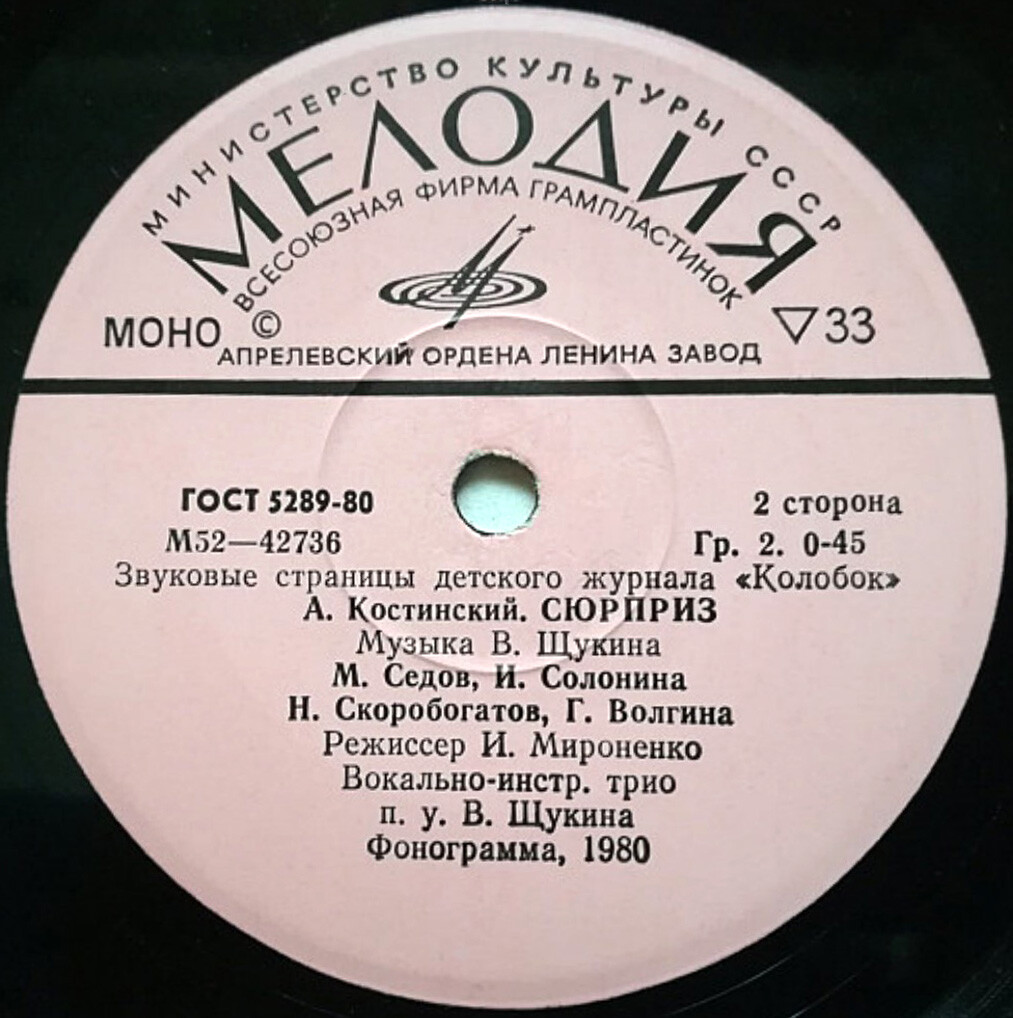 МИНИСТЕРСТВО КУЛЬТУРЫ СССР
МЕЛОДИЯ
ВСЕСОЮЗНАЯ ФИРМА ГРАМПЛАСТИНОК
МОНО © ▽33
АПРЕЛЕВСКИЙ ОРДЕНА ЛЕНИНА ЗАВОД
ГОСТ 5289-80 2 сторона
М52—42736 Гр. 2. 0-45
Звуковые страницы детского журнала «Колобок»
А. Костинский. СЮРПРИЗ
Музыка В. Щукина
М. Седов, И. Солонина
Н. Скоробогатов, Г. Волгина
Режиссер И. Мироненко
Вокально-инстр. трио
п. у. В. Щукина
Фонограмма, 1980